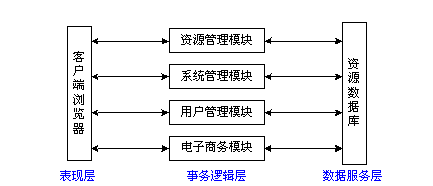 客户端浏览器
资源管理模块
系统管理模块
用户管理模块
电子商务模块
资源数据库
表现层
事务逻辑层
数据服务层